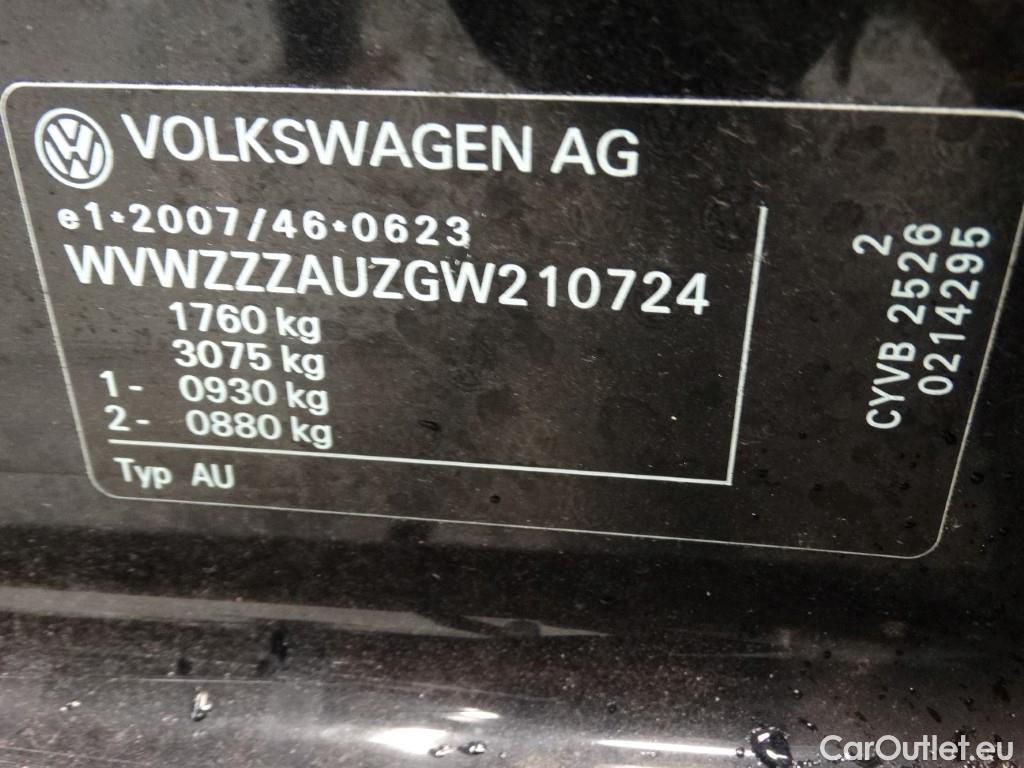 VOLKSWAGEN AG
e1*2007/46*0623
WVWZZZAUZGW210724
1760 kg
3075 kg
1- 0930 kg
2- 0880 kg
Typ AU
2
CYVB 2526
0214295
CarOutlet.eu